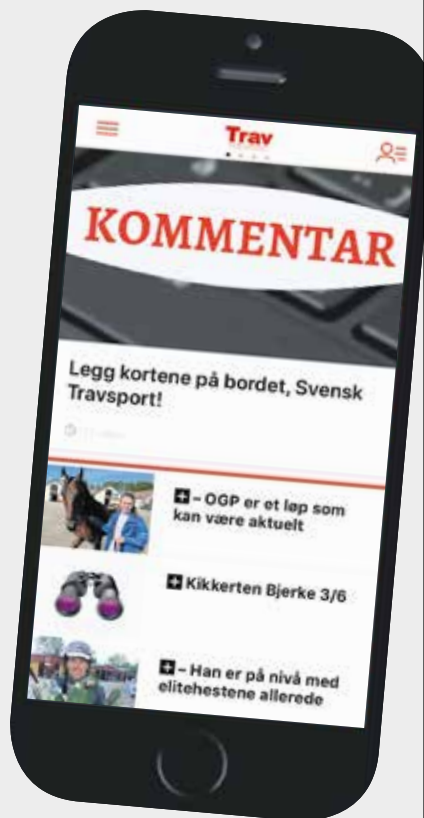 Trav
KOMMENTAR
Legg kortene på bordet, Svensk
Travsport!
+ – OGP er et løp som
kan være aktuelt
+ Kikkerten Bjerke 3/6
+ – Han er på nivå med
elitehestene allerede